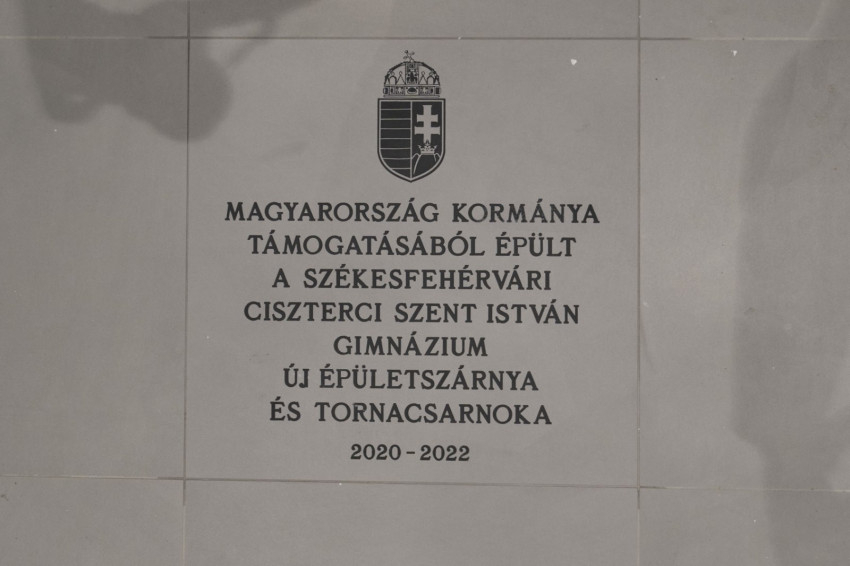 MAGYARORSZÁG KORMÁNYA
TÁMOGATÁSÁBÓL ÉPÜLT
A SZÉKESFEHÉRVÁRI
CISZTERCI SZENT ISTVÁN
GIMNÁZIUM
ÚJ ÉPÜLETSZÁRNYA
ÉS TORNACSARNOKA
2020 - 2022